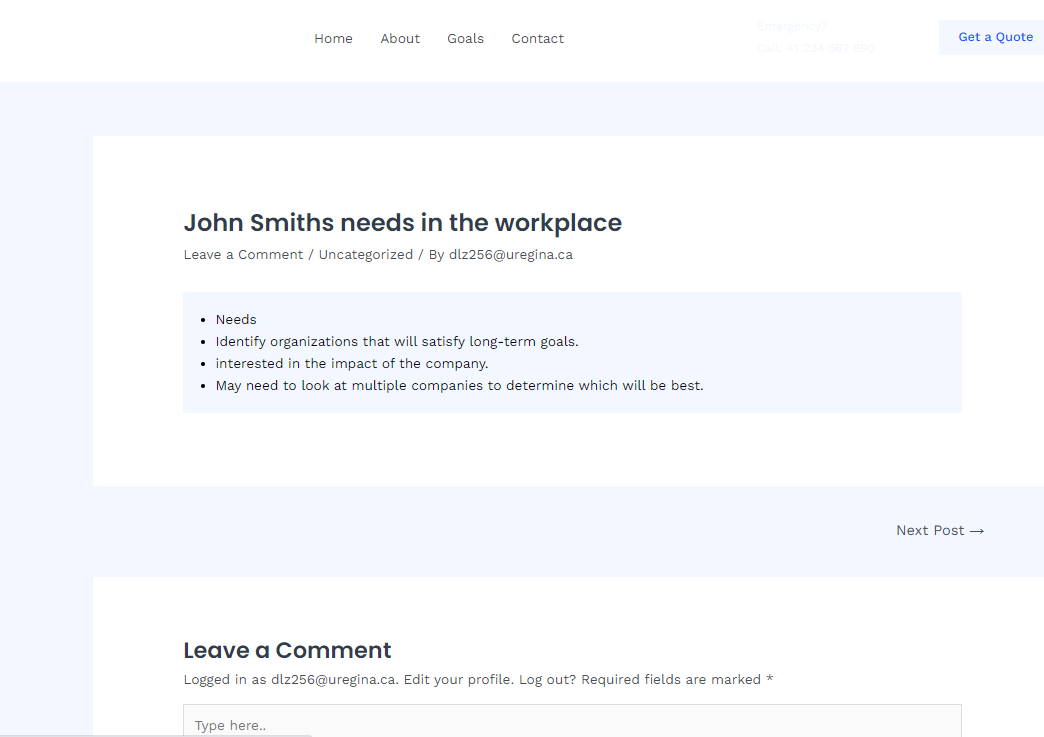 Home About Goals Contact
Emergency?
Call: +1 234 567 890
Get a Quote
John Smiths needs in the workplace
Leave a Comment / Uncategorized / By dlz256@uregina.ca
• Needs
• Identify organizations that will satisfy long-term goals.
• interested in the impact of the company.
• May need to look at multiple companies to determine which will be best.
Next Post →
Leave a Comment
Logged in as dlz256@uregina.ca. Edit your profile. Log out? Required fields are marked *
Type here..